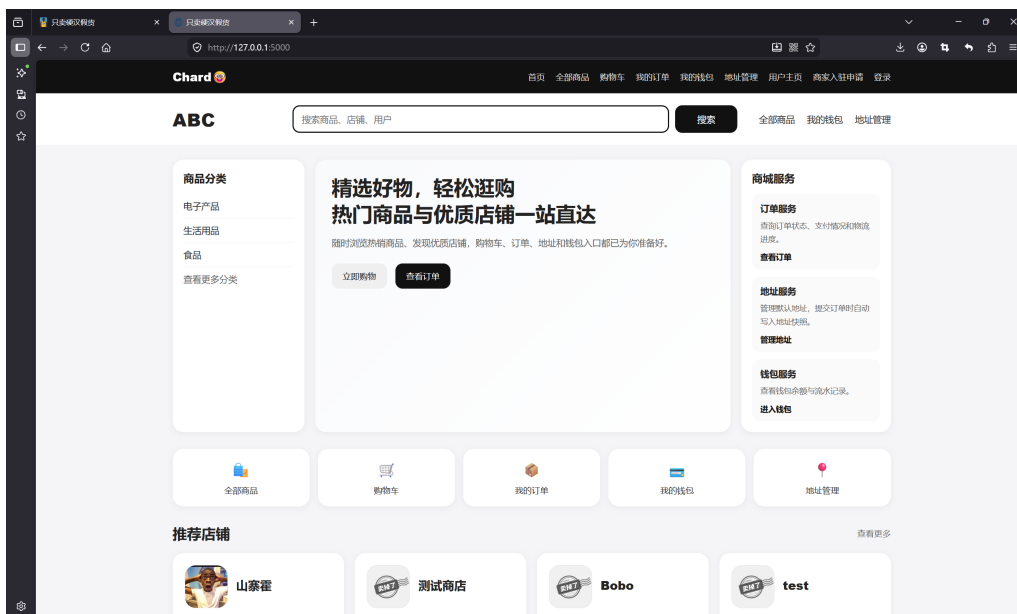 只卖硬汉假货
只卖硬汉假货
http://127.0.0.1:5000
Chard
首页 全部商品 购物车 我的订单 我的钱包 地址管理 用户主页 商家入驻申请 登录
ABC
搜索商品、店铺、用户
搜索
全部商品 我的钱包 地址管理
商品分类
电子产品
生活用品
食品
查看更多分类
精选好物，轻松逛购
热门商品与优质店铺一站直达
随时浏览热销商品、发现优质店铺，购物车、订单、地址和钱包入口都已为你准备好。
立即购物
查看订单
商城服务
订单服务
查询订单状态、支付情况和物流
进度。
查看订单
地址服务
管理默认地址，提交订单时自动
写入地址快照。
管理地址
钱包服务
查看钱包余额与流水记录。
进入钱包
全部商品
购物车
我的订单
我的钱包
地址管理
推荐店铺
查看更多
山寨霍
测试商店
卖掉了
Bobo
卖掉了
test
卖掉了